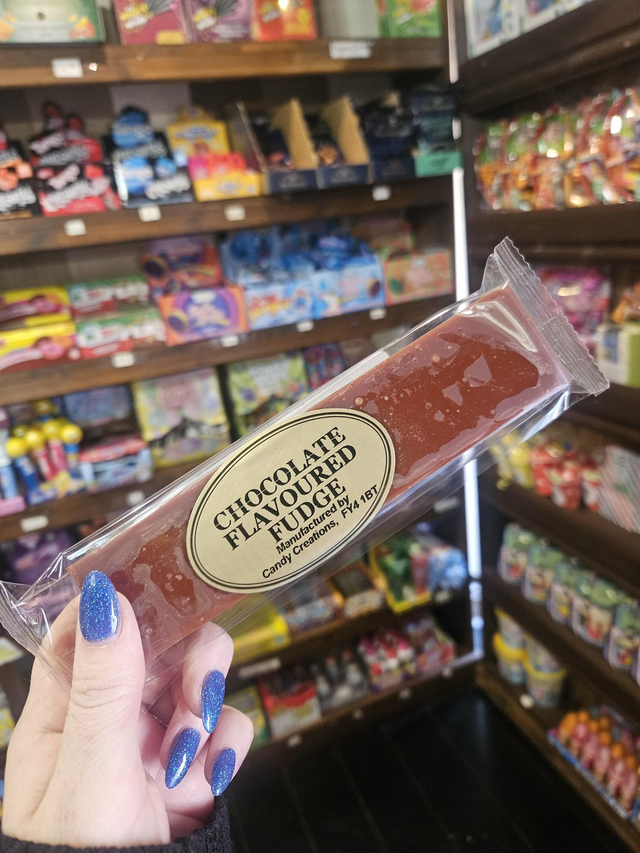 CHOCOLATE
FLAVOURED
FUDGE
Manufactured by
Candy Creations, FY4 1BT